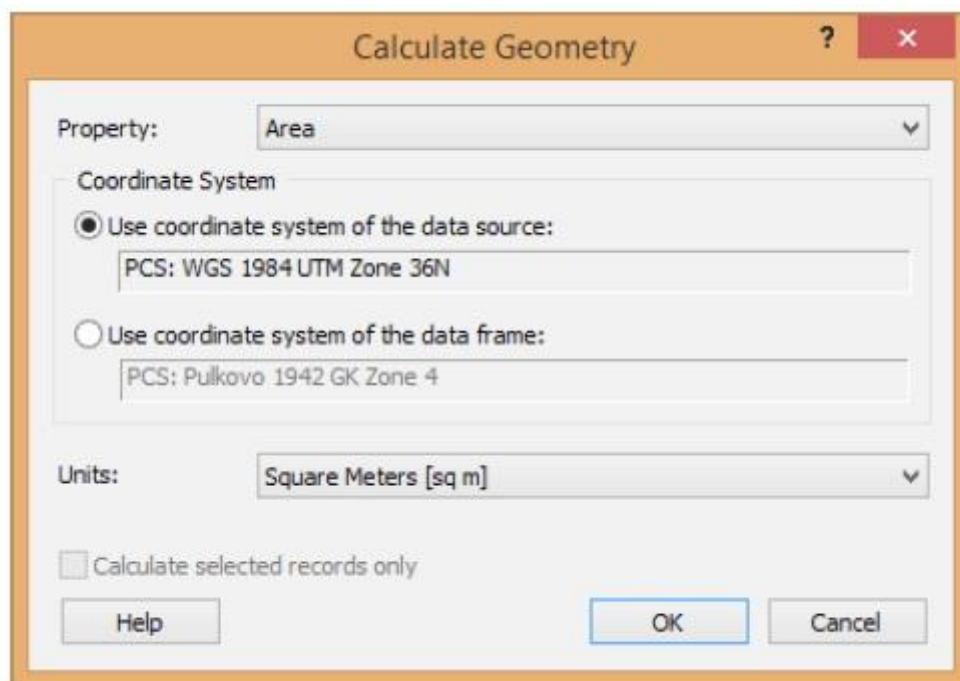 Calculate Geometry
?
Property:
Area
Coordinate System
Use coordinate system of the data source:
PCS: WGS 1984 UTM Zone 36N
Use coordinate system of the data frame:
PCS: Pulkovo 1942 GK Zone 4
Units:
Square Meters [sq m]
Calculate selected records only
Help
OK
Cancel